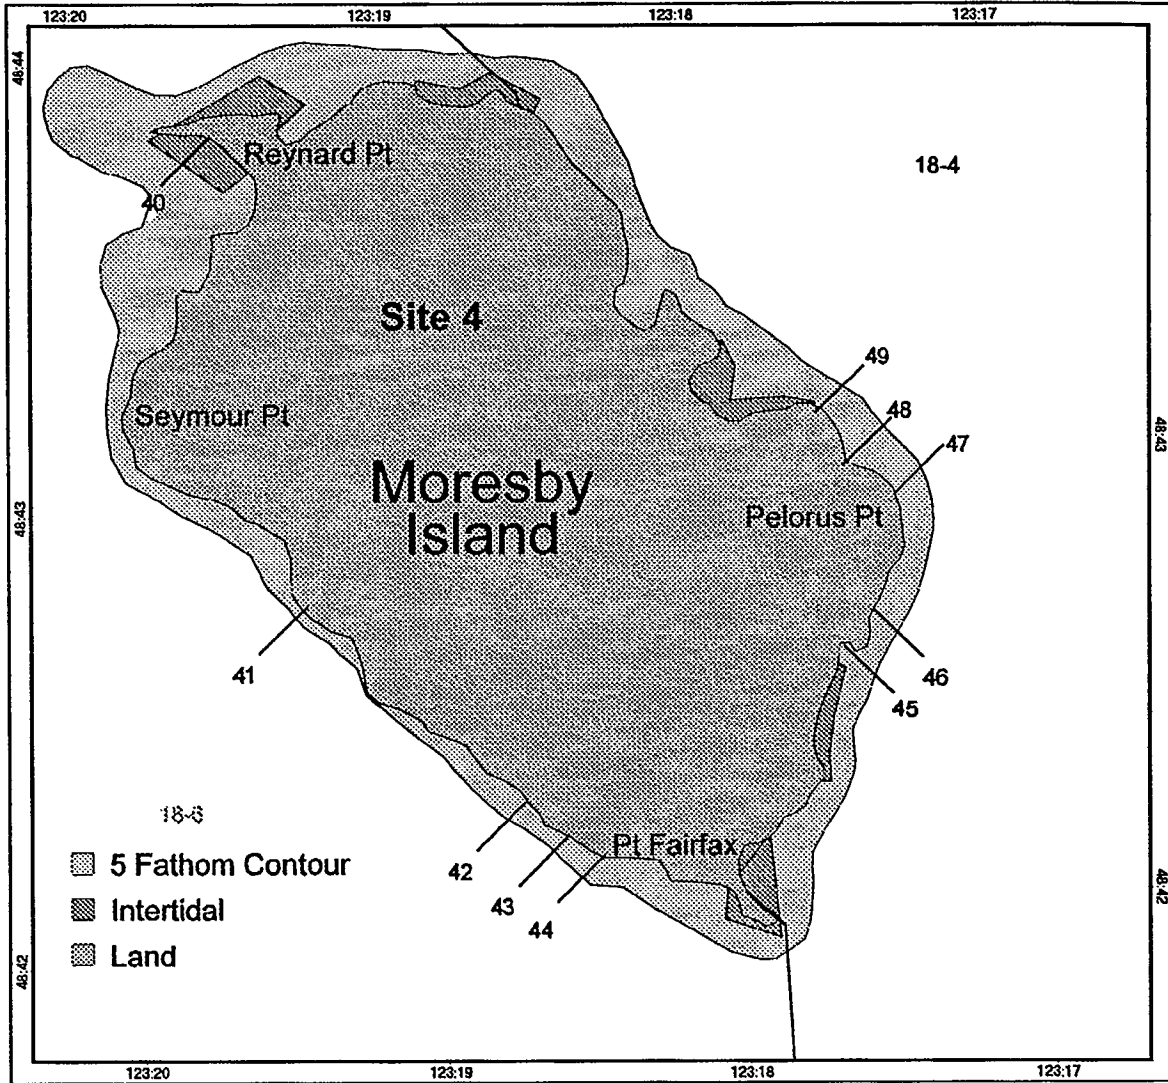 123:20
123:19
123:18
123:17
48:44
18-4
Reynard Pt
40
Site 4
49
Seymour Pt
48
48:43
47
Moresby
Island
48:43
Pelorus Pt
41
46
45
18-6
Pt Fairfax
5 Fathom Contour
42
48:42
43
Intertidal
44
Land
48:42
123:20
123:19
123:18
123:17